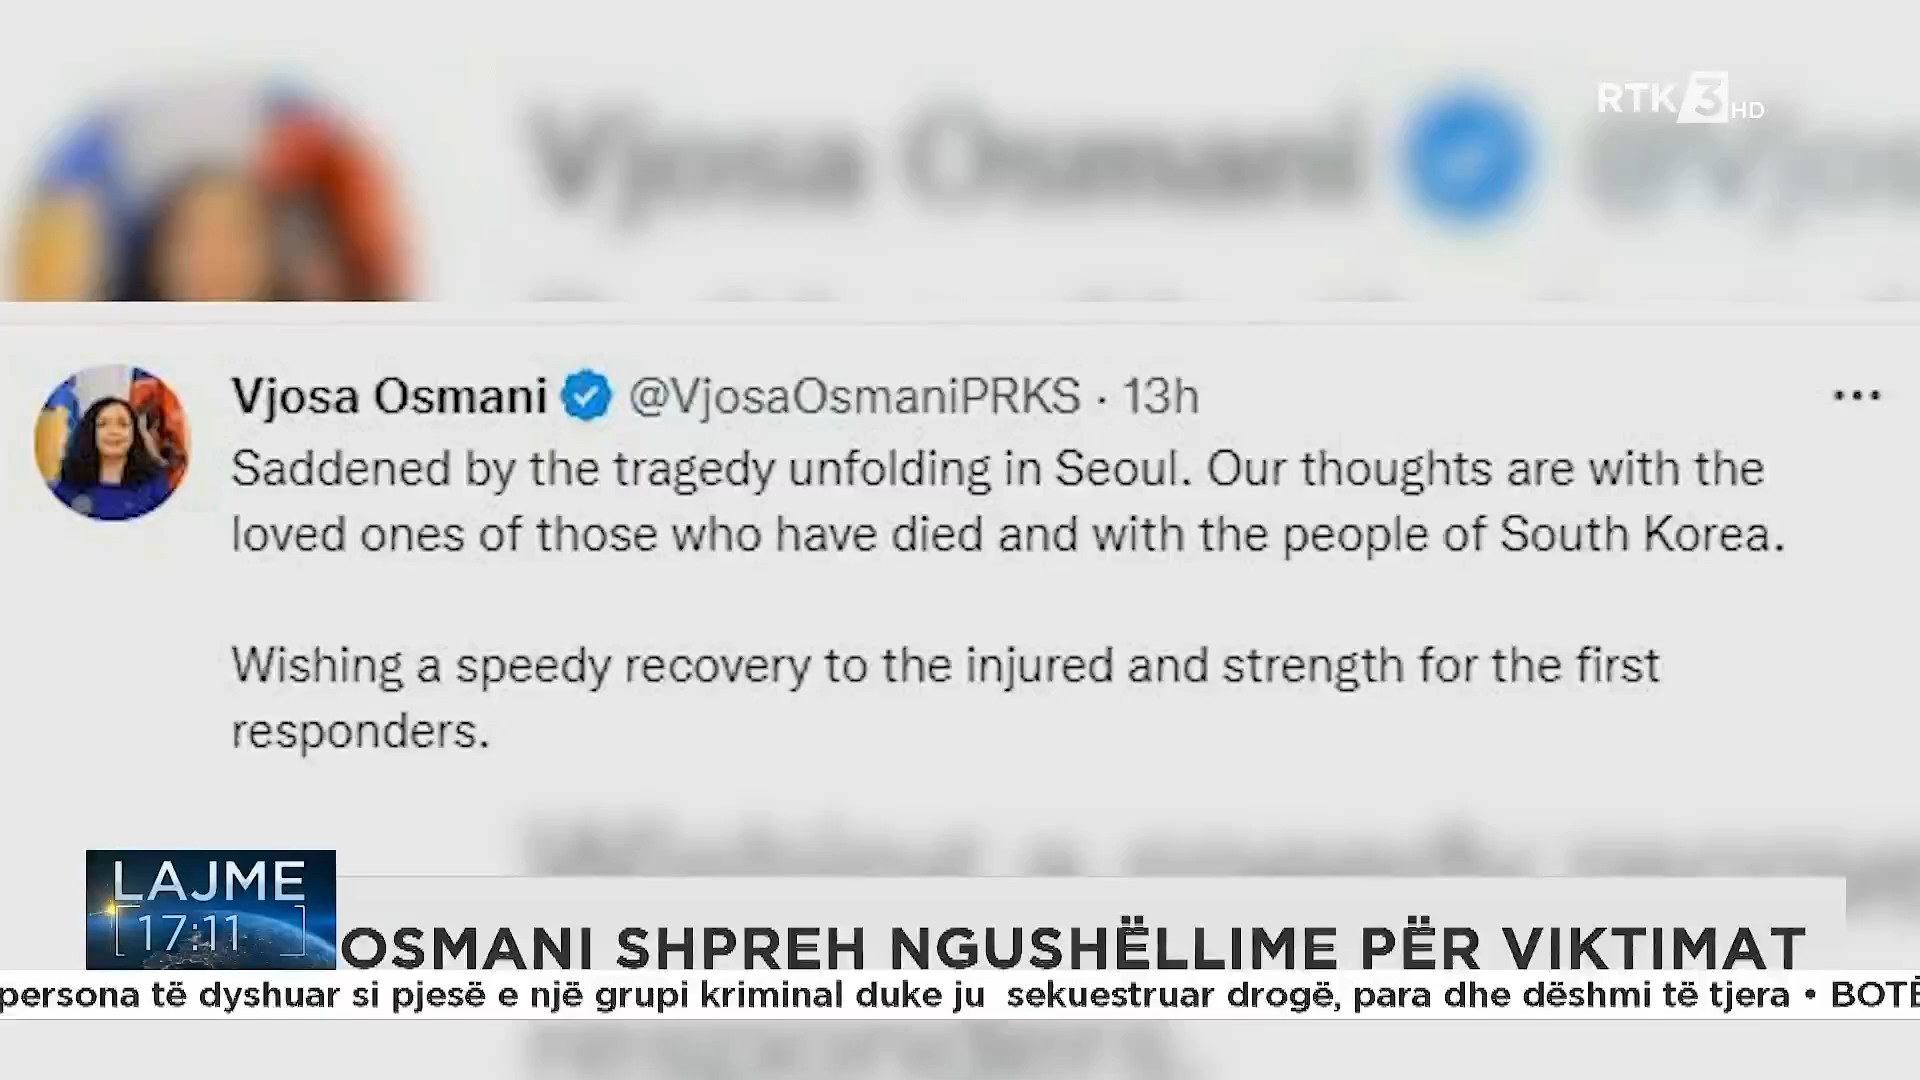 Vjosa Osmani
RTK 3 HD
Vjosa Osmani @VjosaOsmaniPRKS · 13h
Saddened by the tragedy unfolding in Seoul. Our thoughts are with the
loved ones of those who have died and with the people of South Korea.
Wishing a speedy recovery to the injured and strength for the first
responders.
LAJME
17:11
OSMANI SHPREH NGUSHËLLIME PËR VIKTIMAT
persona të dyshuar si pjesë e një grupi kriminal duke ju sekuestruar drogë, para dhe dëshmi të tjera • BOTË